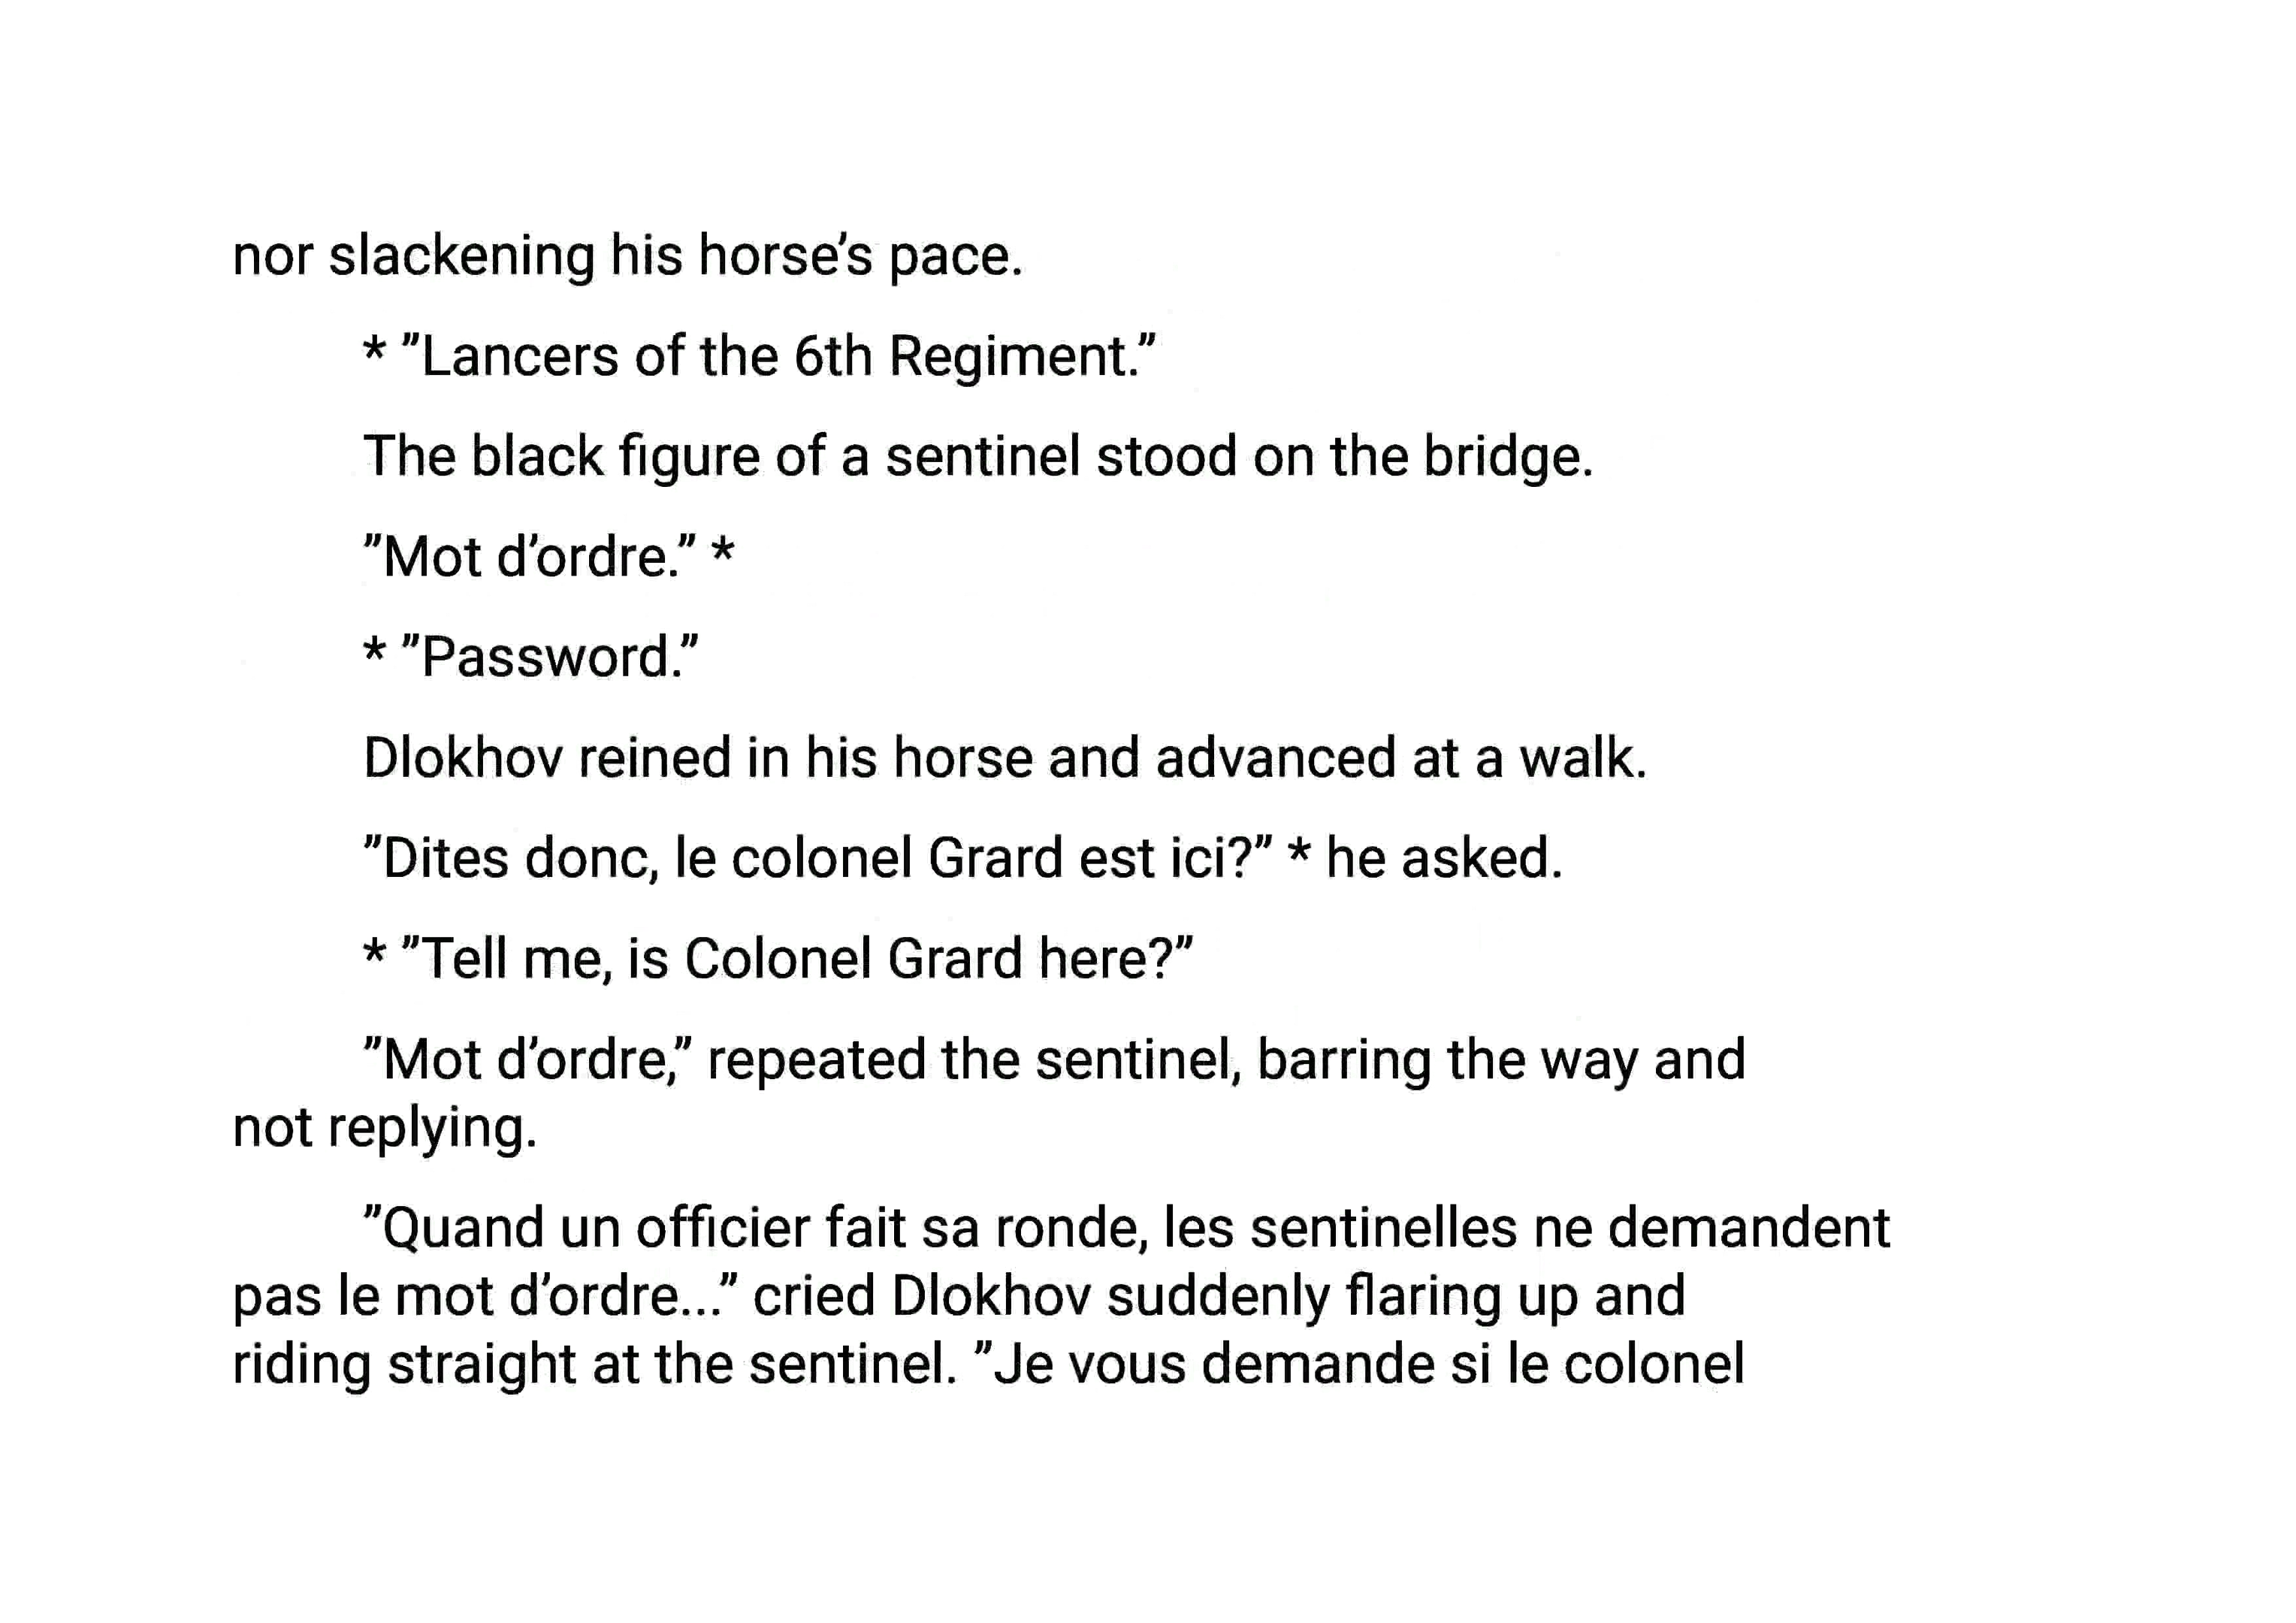 nor slackening his horse’s pace.
* ”Lancers of the 6th Regiment.”
The black figure of a sentinel stood on the bridge.
”Mot d’ordre.” *
* ”Password.”
Dlokhov reined in his horse and advanced at a walk.
”Dites donc, le colonel Grard est ici?” * he asked.
* ”Tell me, is Colonel Grard here?”
”Mot d’ordre,” repeated the sentinel, barring the way and
not replying.
”Quand un officier fait sa ronde, les sentinelles ne demandent
pas le mot d’ordre...” cried Dlokhov suddenly flaring up and
riding straight at the sentinel. ”Je vous demande si le colonel